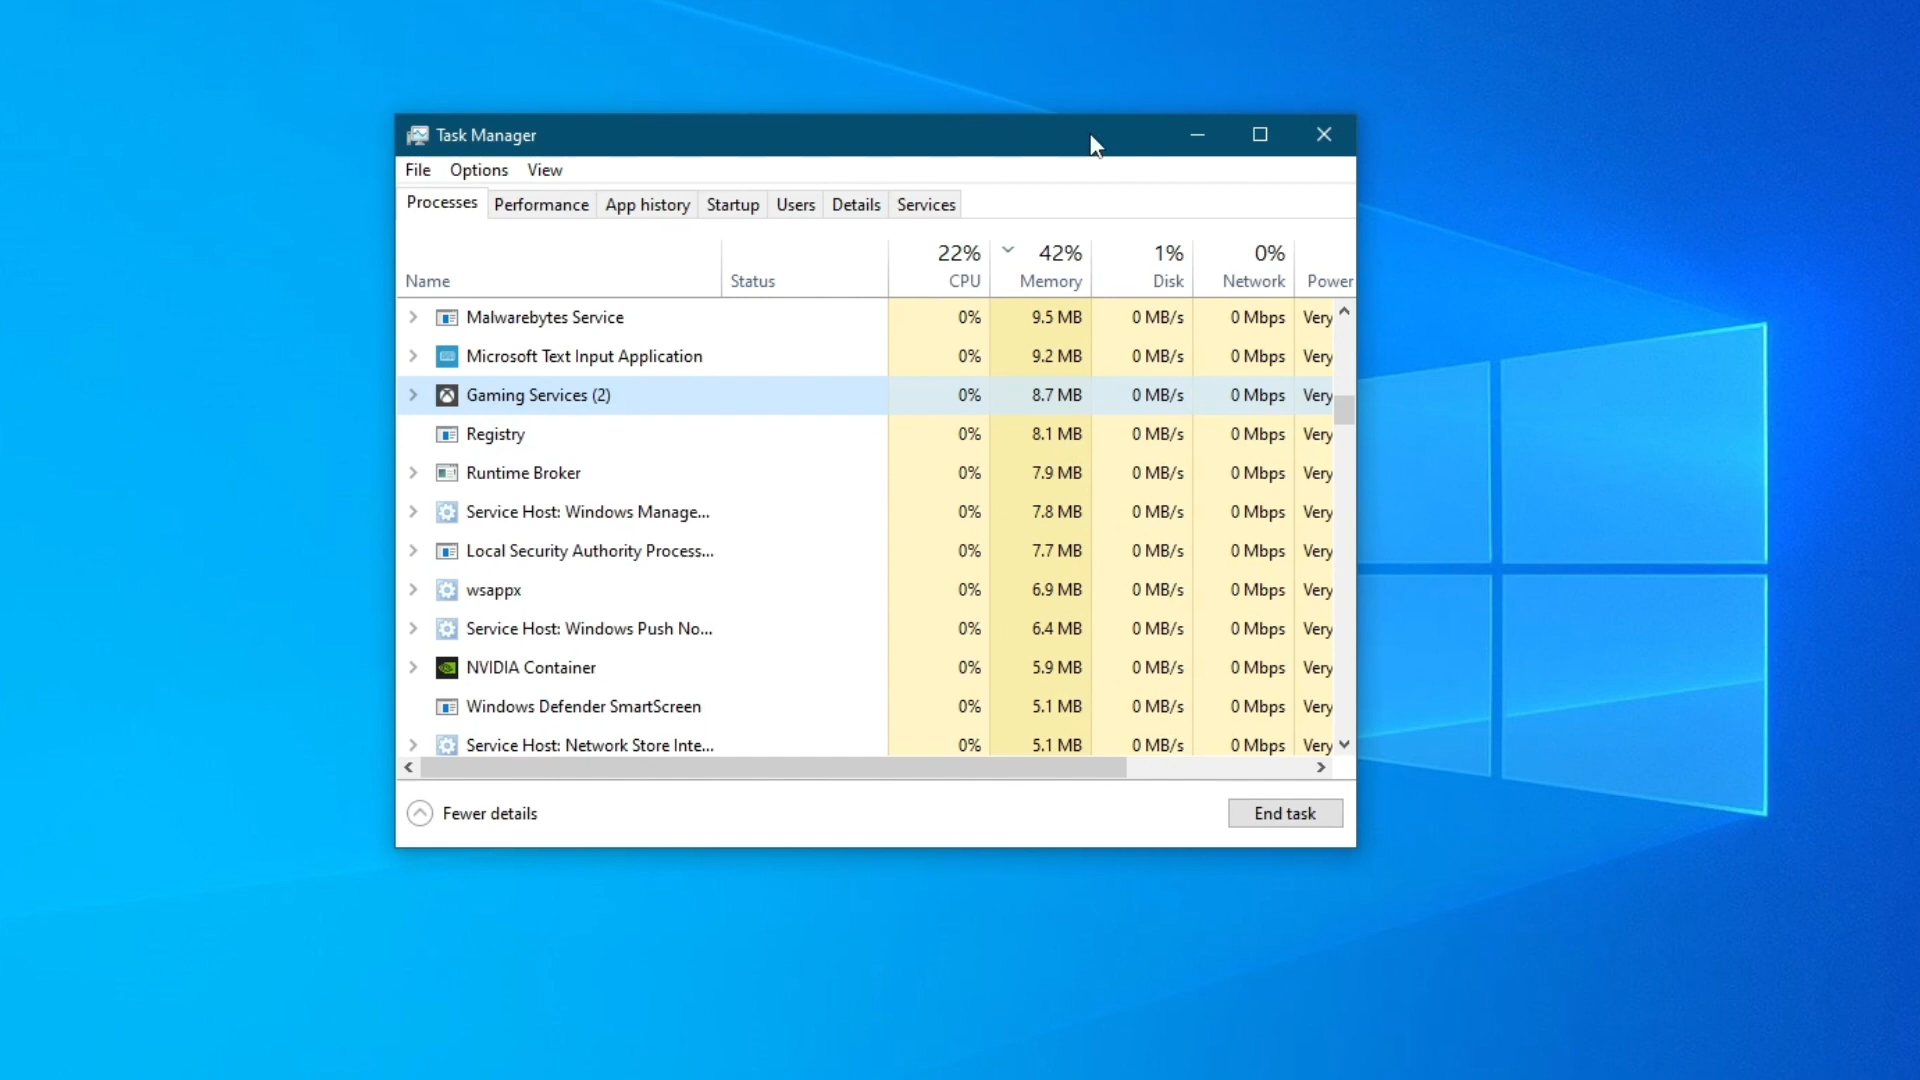 Task Manager
File Options View
Processes Performance App history Startup Users Details Services
22% 42% 1% 0%
Name Status CPU Memory Disk Network Power
Malwarebytes Service 0% 9.5 MB 0 MB/s 0 Mbps Very
Microsoft Text Input Application 0% 9.2 MB 0 MB/s 0 Mbps Very
Gaming Services (2) 0% 8.7 MB 0 MB/s 0 Mbps Very
Registry 0% 8.1 MB 0 MB/s 0 Mbps Very
Runtime Broker 0% 7.9 MB 0 MB/s 0 Mbps Very
Service Host: Windows Manage... 0% 7.8 MB 0 MB/s 0 Mbps Very
Local Security Authority Process... 0% 7.7 MB 0 MB/s 0 Mbps Very
wsappx 0% 6.9 MB 0 MB/s 0 Mbps Very
Service Host: Windows Push No... 0% 6.4 MB 0 MB/s 0 Mbps Very
NVIDIA Container 0% 5.9 MB 0 MB/s 0 Mbps Very
Windows Defender SmartScreen 0% 5.1 MB 0 MB/s 0 Mbps Very
Service Host: Network Store Inte... 0% 5.1 MB 0 MB/s 0 Mbps Very
Fewer details End task